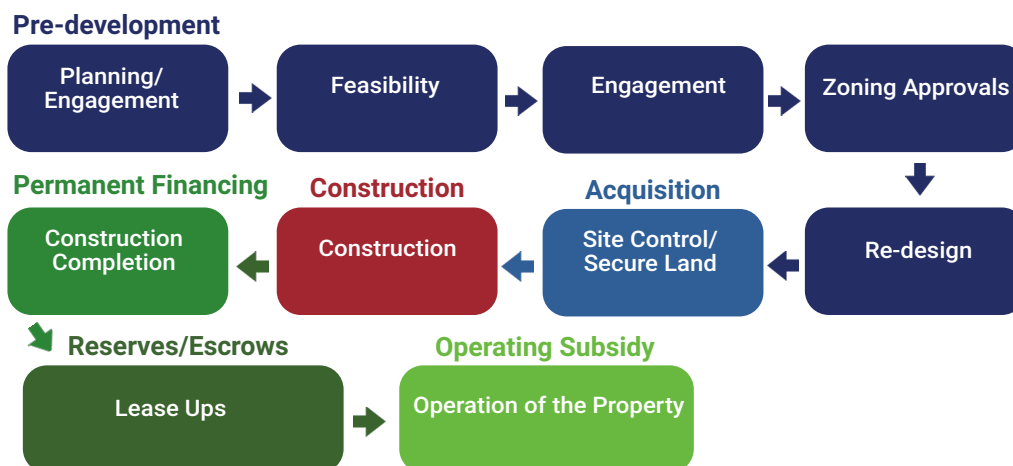 Pre-development
Planning/
Engagement
Feasibility
Engagement
Zoning Approvals
Permanent Financing
Construction
Acquisition
Construction
Completion
Construction
Site Control/
Secure Land
Re-design
Reserves/Escrows
Operating Subsidy
Lease Ups
Operation of the Property